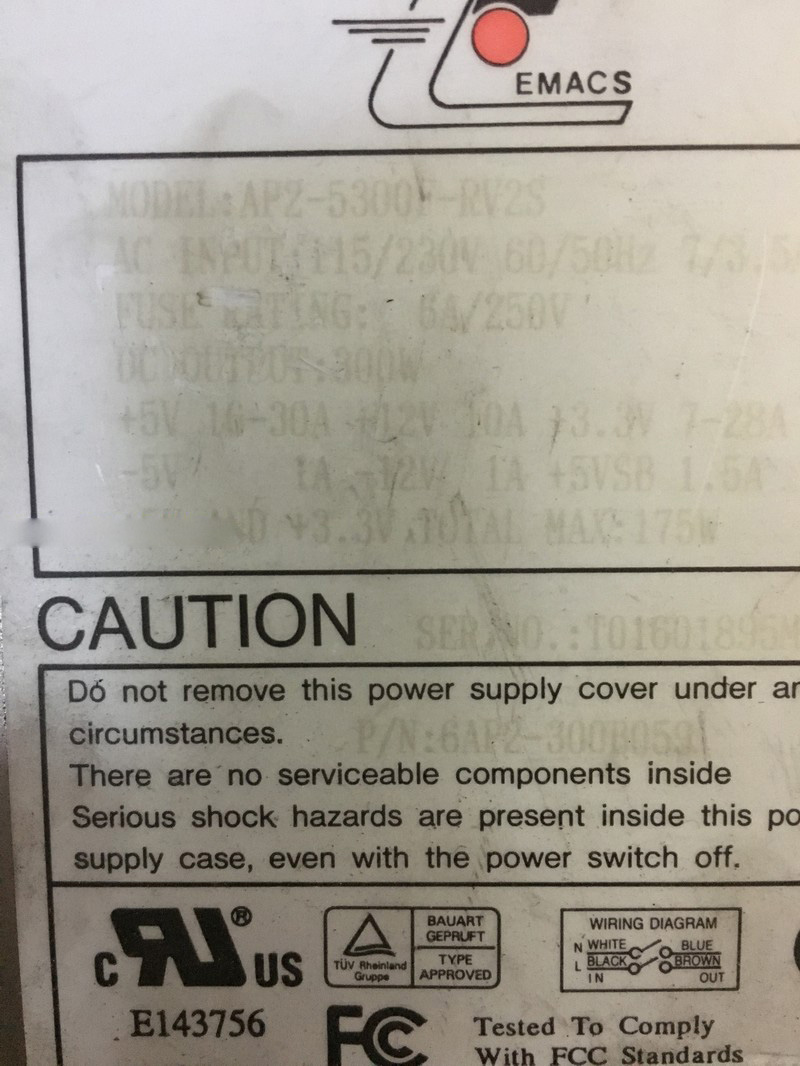 EMACS
MODEL:AP2-5300F-RV2S
AC INPUT:115/230V 60/50Hz 7/3.5
FUSE RATING: 6A/250V
DC OUTPUT:300W
+5V 16-30A +12V 10A +3.3V 7-28A
-5V 1A -12V 1A +5VSB 1.5A
AND +3.3V TOTAL MAX:175W
CAUTION
SER.NO.:T01601895M
Do not remove this power supply cover under
circumstances.
P/N:6AP2-300
There are no serviceable components inside
Serious shock hazards are present inside this po
supply case, even with the power switch off.
c RU ® US
E143756
TÜV Rheinland
Gruppe
BAUART
GEPRÜFT
TYPE
APPROVED
WIRING DIAGRAM
N WHITE BLUE
L BLACK BROWN
IN OUT
FC
Tested To Comply
With FCC Standards